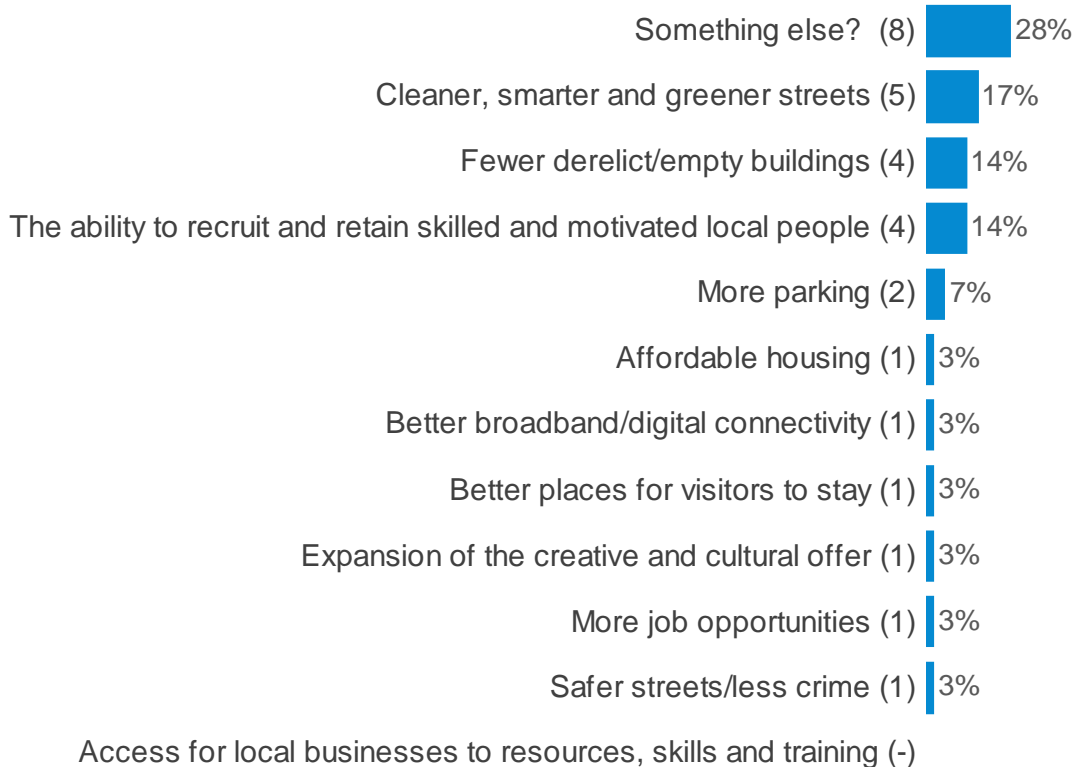 Something else?  (8) 28%
Cleaner, smarter and greener streets (5) 17%
Fewer derelict/empty buildings (4) 14%
The ability to recruit and retain skilled and motivated local people (4) 14%
More parking (2) 7%
Affordable housing (1) 3%
Better broadband/digital connectivity (1) 3%
Better places for visitors to stay (1) 3%
Expansion of the creative and cultural offer (1) 3%
More job opportunities (1) 3%
Safer streets/less crime (1) 3%
Access for local businesses to resources, skills and training (-)